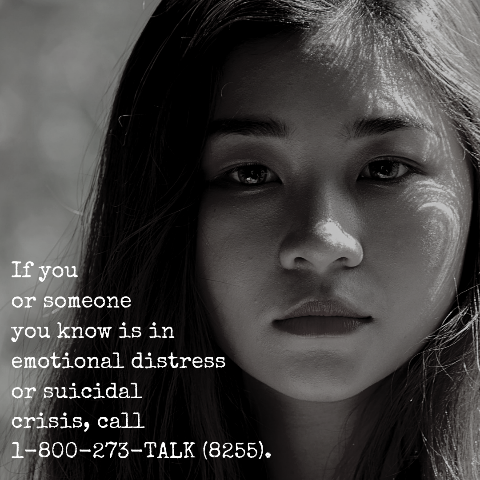 If you
or someone
you know is in
emotional distress
or suicidal
crisis, call
1-800-273-TALK (8255).